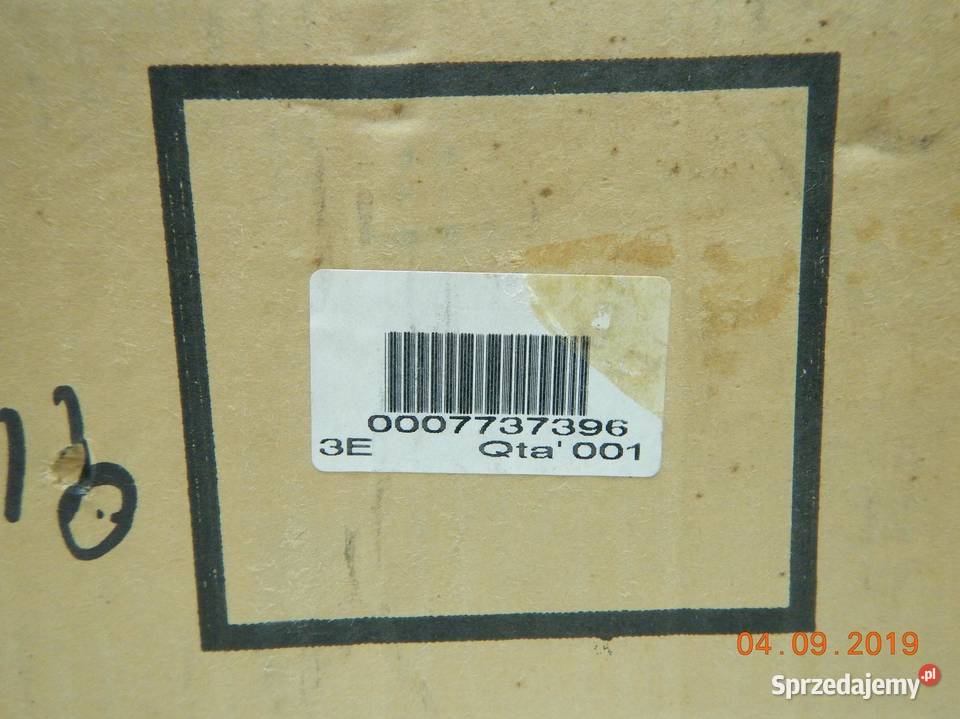 0007737396
3E Qta' 001
04.09.2019
Sprzedajemy.pl